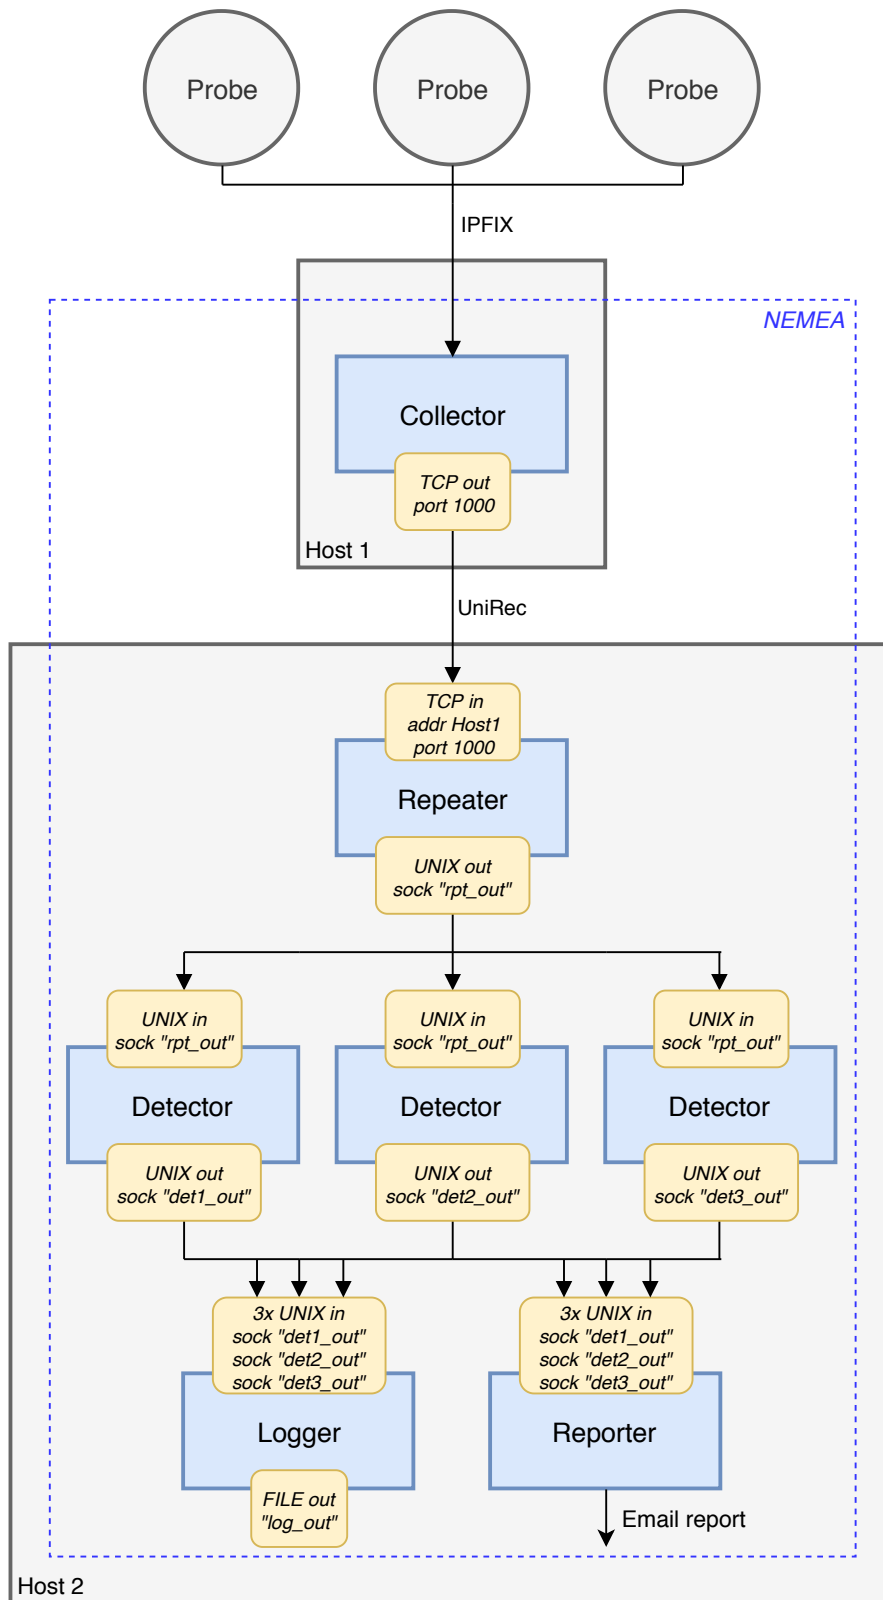 Probe
Probe
Probe
IPFIX
NEMEA
Collector
TCP out
port 1000
Host 1
UniRec
TCP in
addr Host1
port 1000
Repeater
UNIX out
sock "rpt_out"
UNIX in
sock "rpt_out"
UNIX in
sock "rpt_out"
UNIX in
sock "rpt_out"
Detector
Detector
Detector
UNIX out
sock "det1_out"
UNIX out
sock "det2_out"
UNIX out
sock "det3_out"
3x UNIX in
sock "det1_out"
sock "det2_out"
sock "det3_out"
3x UNIX in
sock "det1_out"
sock "det2_out"
sock "det3_out"
Logger
Reporter
FILE out
"log_out"
Email report
Host 2